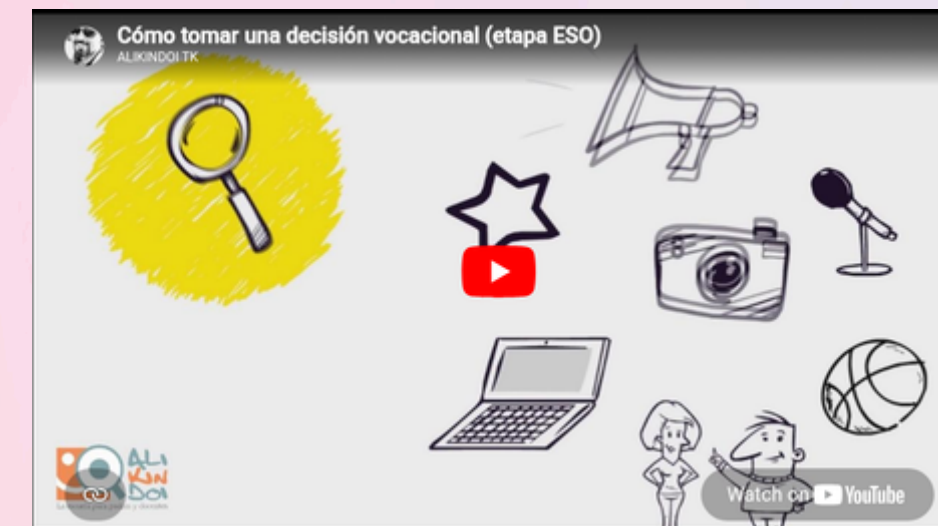 Cómo tomar una decisión vocacional (etapa ESO)
ALIKINDOI TK
ALI
KIN
DOI
Watch on YouTube